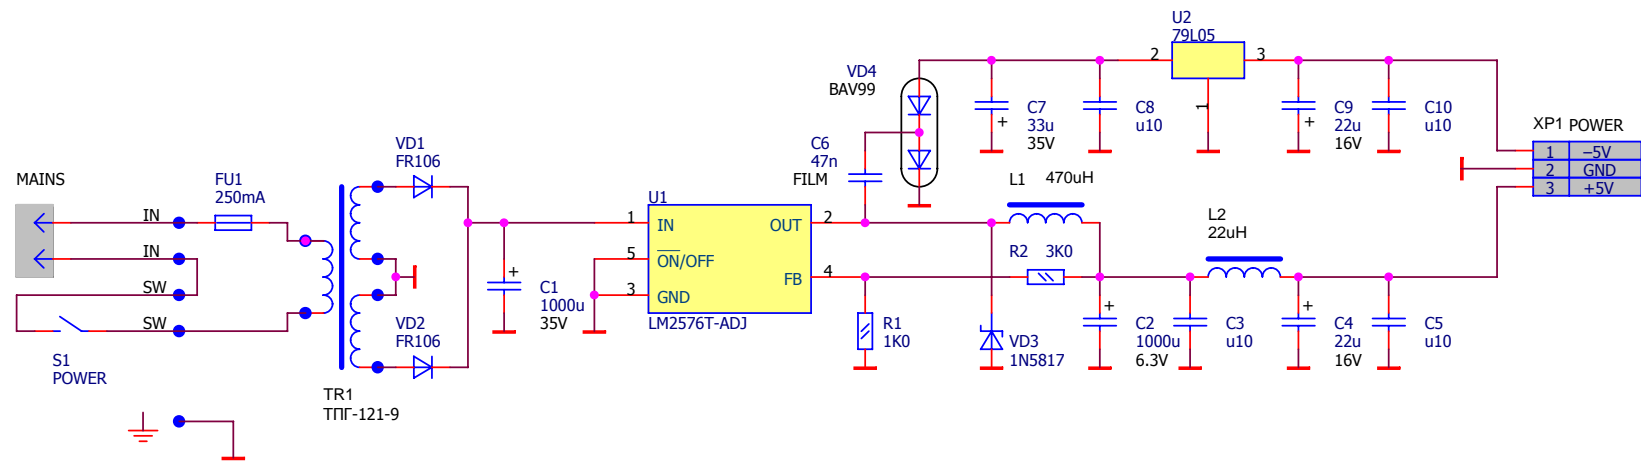 MAINS
IN
IN
SW
SW
S1
POWER
FU1
250mA
TR1
ТПГ-121-9
VD1
FR106
VD2
FR106
C1
1000u
35V
+
U1
1
IN
5
ON/OFF
3
GND
OUT
2
FB
4
LM2576T-ADJ
VD4
BAV99
C6
47n
FILM
C7
33u
35V
+
C8
u10
U2
79L05
2
3
1
C9
22u
16V
+
C10
u10
L1
470uH
R2
3K0
R1
1K0
VD3
1N5817
C2
1000u
6.3V
+
C3
u10
L2
22uH
C4
22u
16V
+
C5
u10
XP1 POWER
1 –5V
2 GND
3 +5V